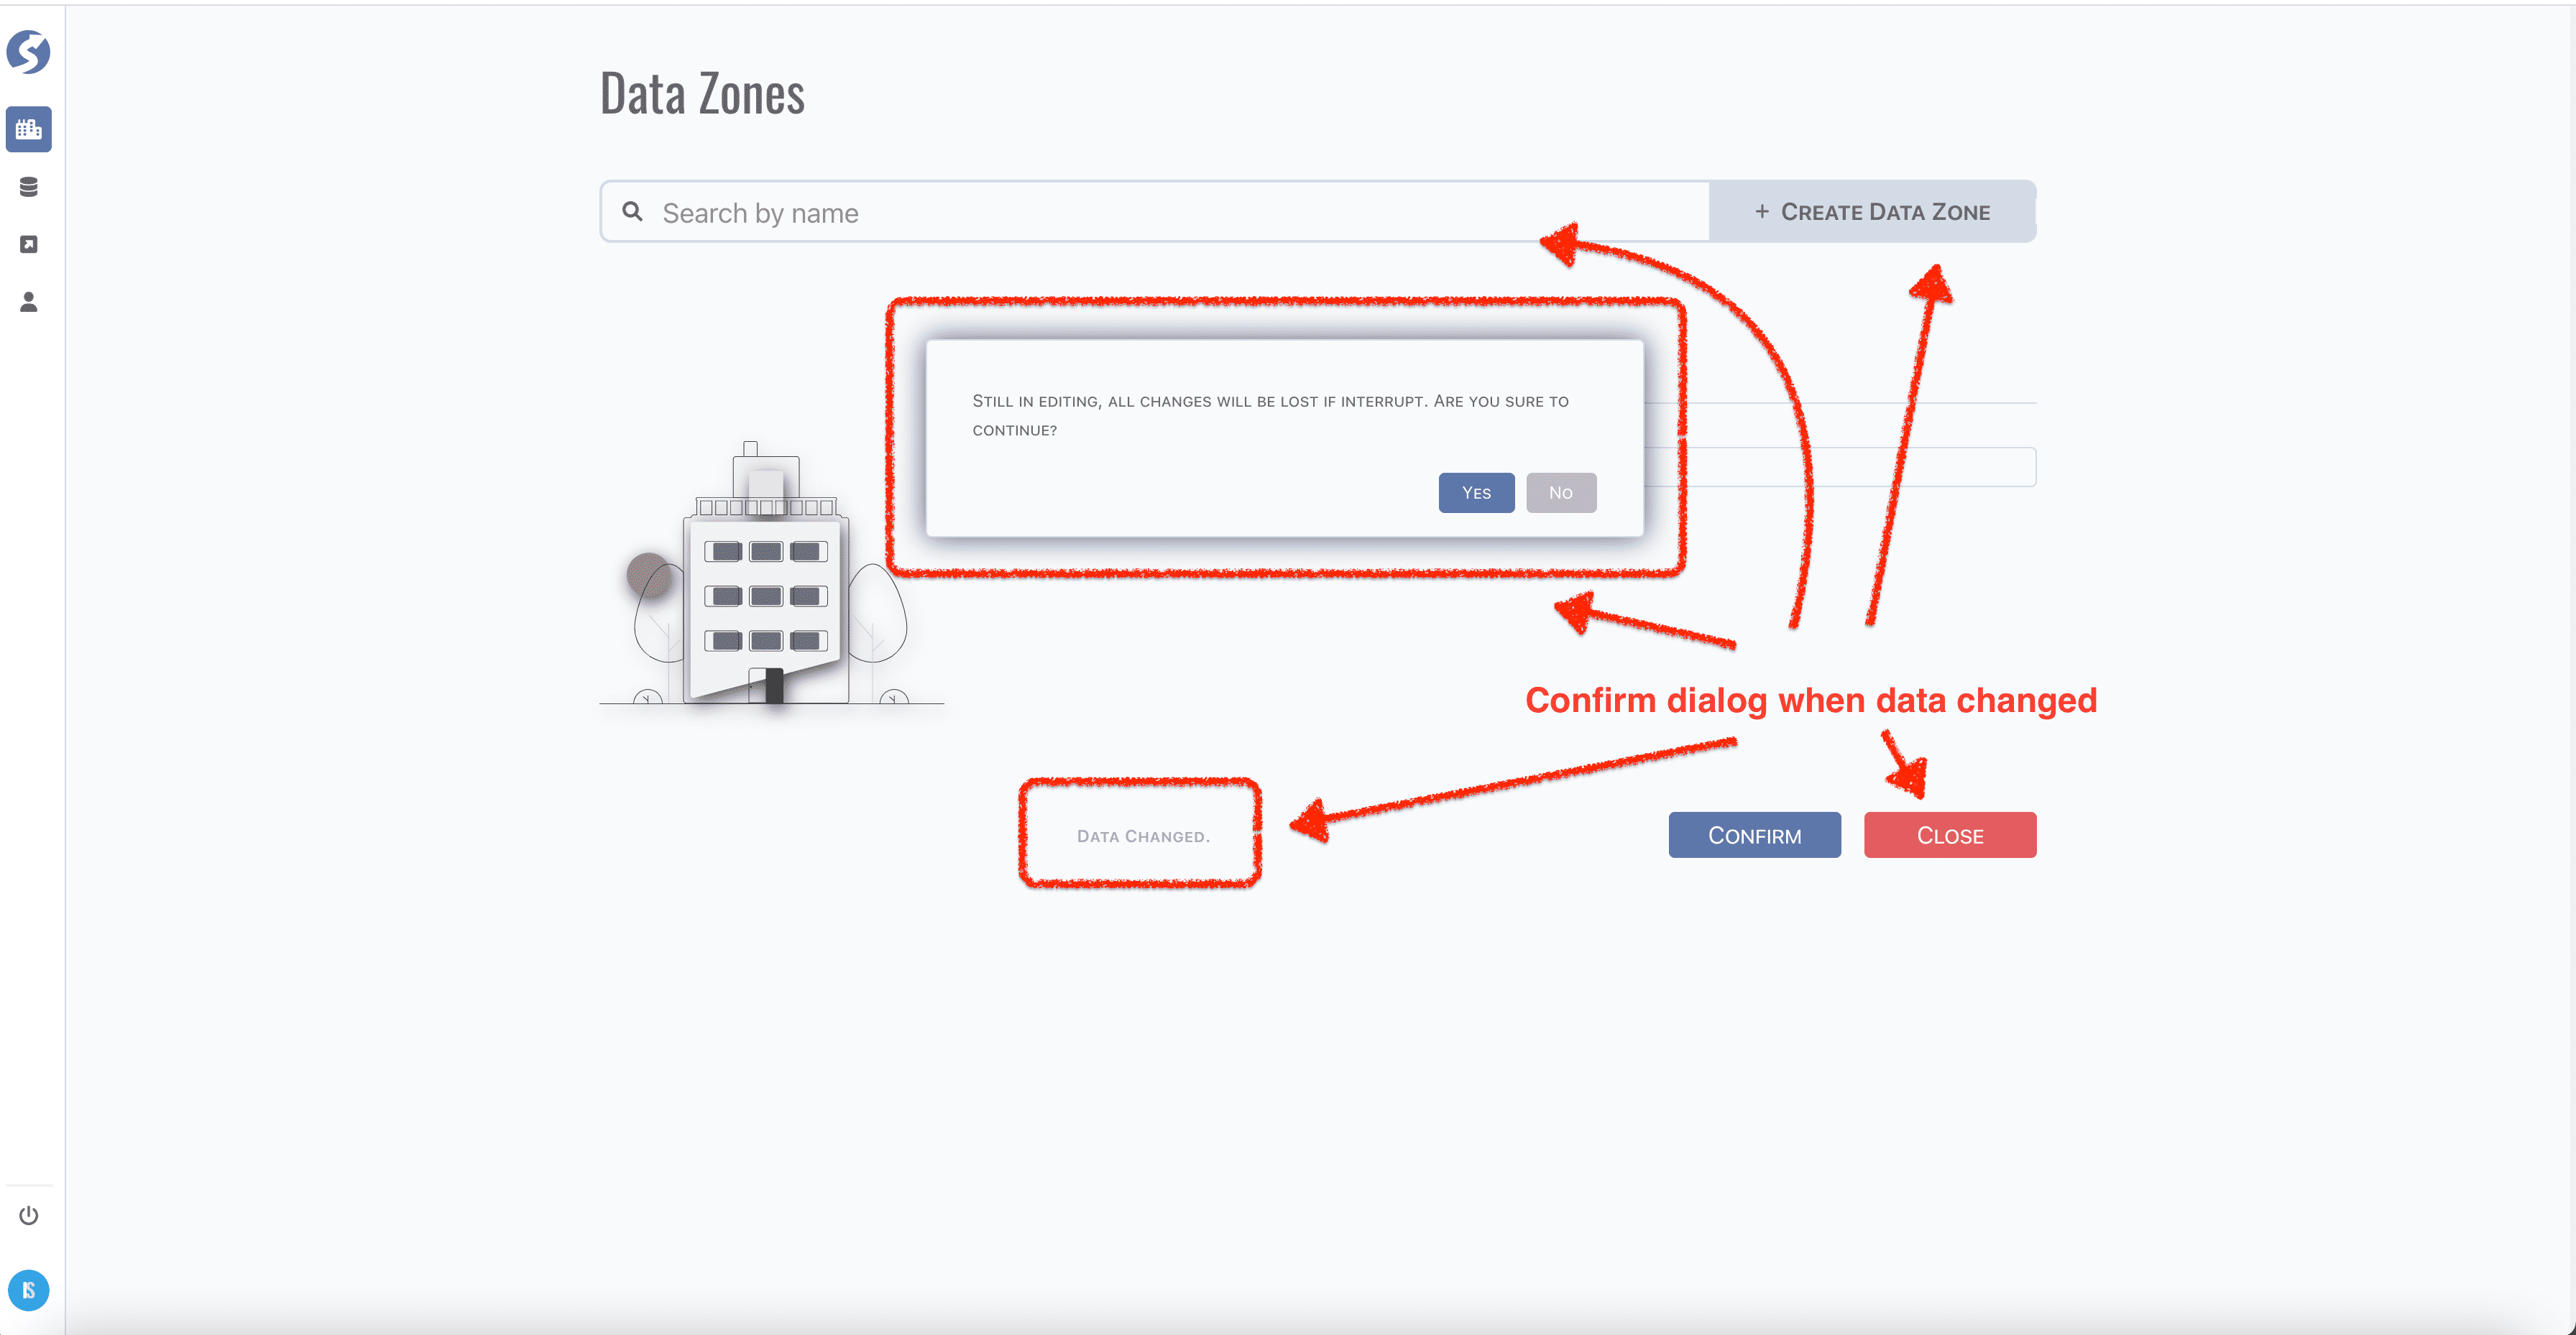 Data Zones
Search by name
+ Create Data Zone
Still in editing, all changes will be lost if interrupt. Are you sure to
continue?
Yes
No
Confirm dialog when data changed
Data Changed.
Confirm
Close
IS